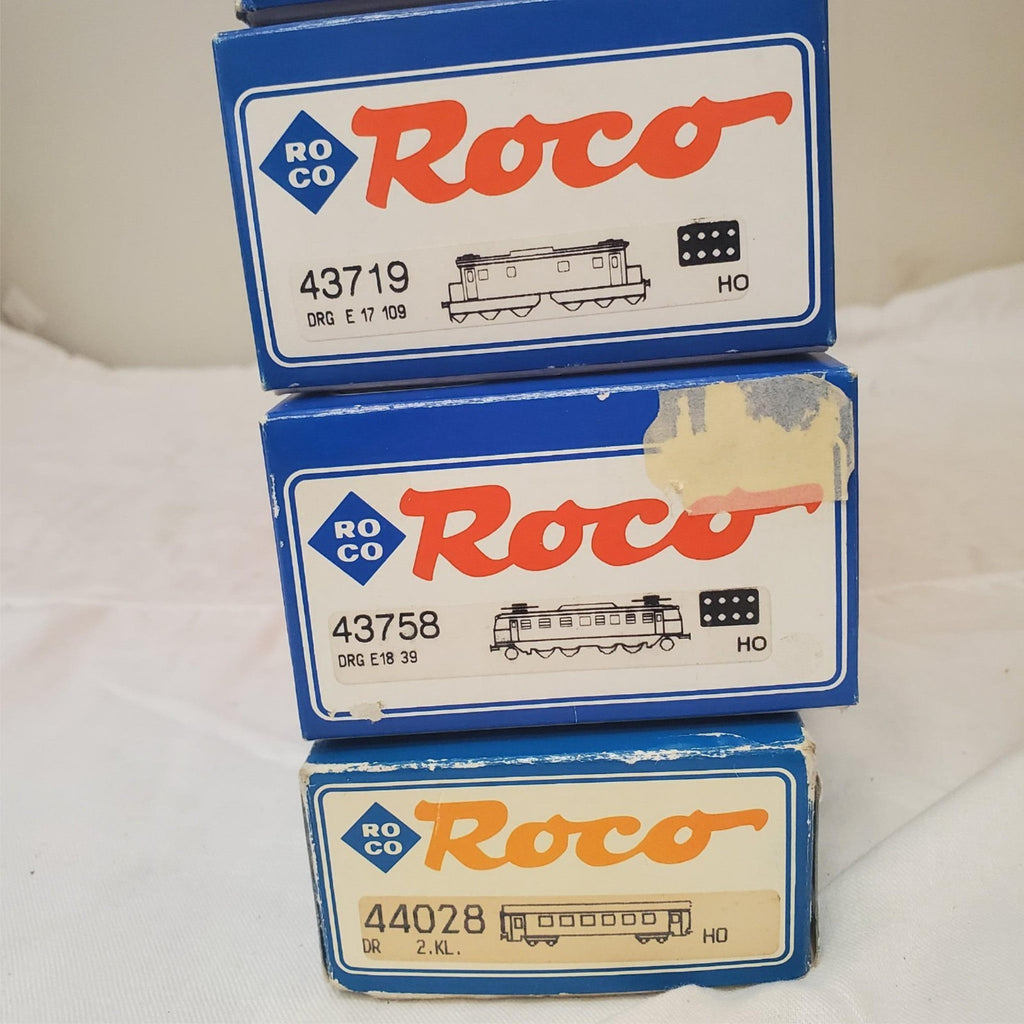 RO
CO
Roco
43719
DRG E 17 109
HO
RO
CO
Roco
43758
DRG E18 39
HO
RO
CO
Roco
44028
DR 2.KL.
HO